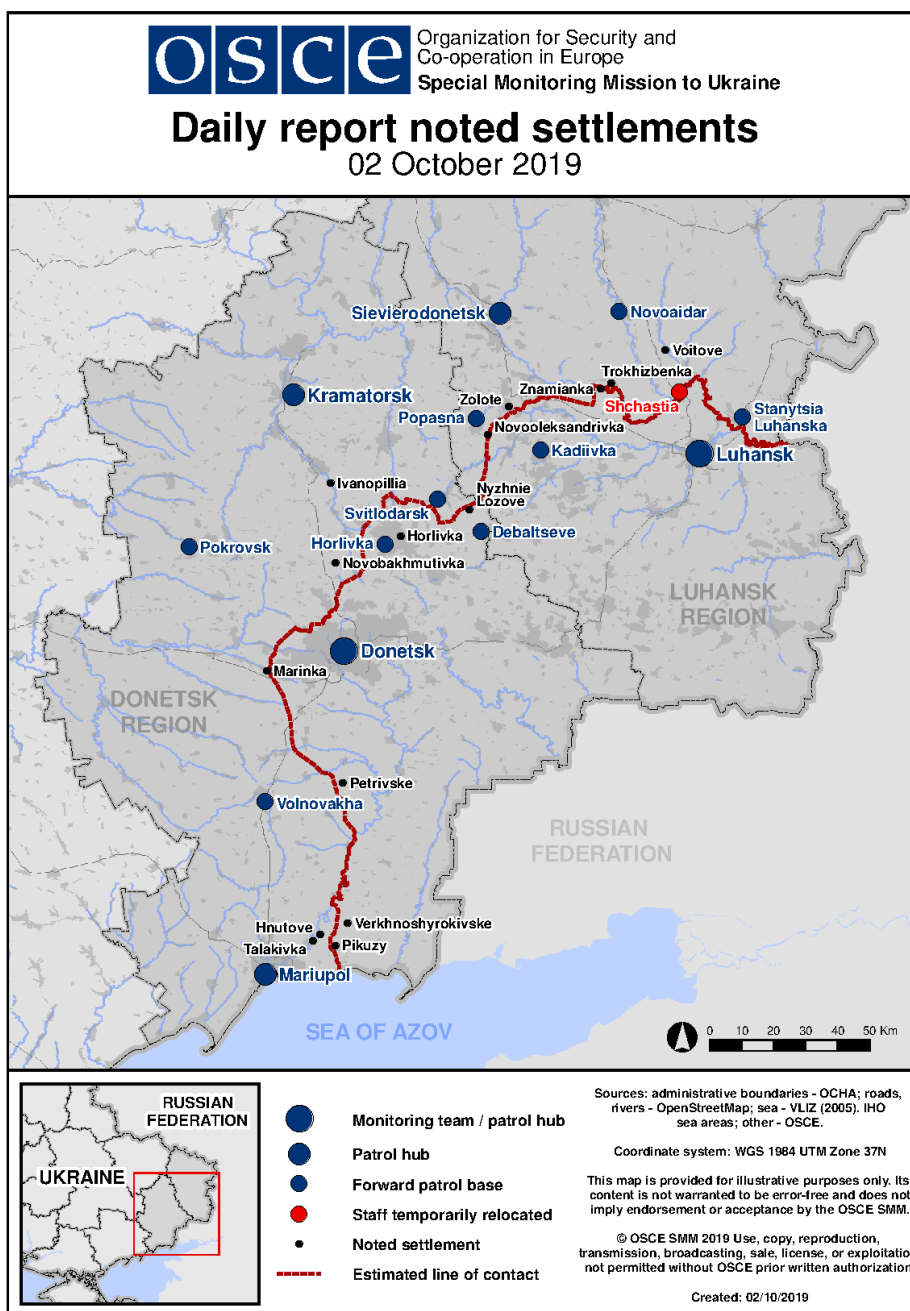 osce
Organization for Security and
Co-operation in Europe
Special Monitoring Mission to Ukraine
Daily report noted settlements
02 October 2019
Sievierodonetsk
Novoaidar
Voitove
Trokhizbenka
Znamianka
Kramatorsk
Zolote
Shchastia
Popasna
Stanytsia
Luhanska
Novooleksandrivka
Kadiivka
Luhansk
Ivanopillia
Nyzhnie
Lozove
Svitlodarsk
Debaltseve
Horlivka
Horlivka
Pokrovsk
Novobakhmutivka
LUHANSK
REGION
Donetsk
Marinka
DONETSK
REGION
Petrivske
Volnovakha
RUSSIAN
FEDERATION
Verkhnoshyrokivske
Hnutove
Talakivka
Pikuzy
Mariupol
SEA OF AZOV
0 10 20 30 40 50 Km
RUSSIAN
FEDERATION
UKRAINE
Monitoring team / patrol hub
Patrol hub
Forward patrol base
Staff temporarily relocated
Noted settlement
Estimated line of contact
Sources: administrative boundaries - OCHA; roads,
rivers - OpenStreetMap; sea - VLIZ (2005). IHO
sea areas; other - OSCE.
Coordinate system: WGS 1984 UTM Zone 37N
This map is provided for illustrative purposes only. Its
content is not warranted to be error-free and does not
imply endorsement or acceptance by the OSCE SMM.
© OSCE SMM 2019 Use, copy, reproduction,
transmission, broadcasting, sale, license, or exploitatio
not permitted without OSCE prior written authorization
Created: 02/10/2019